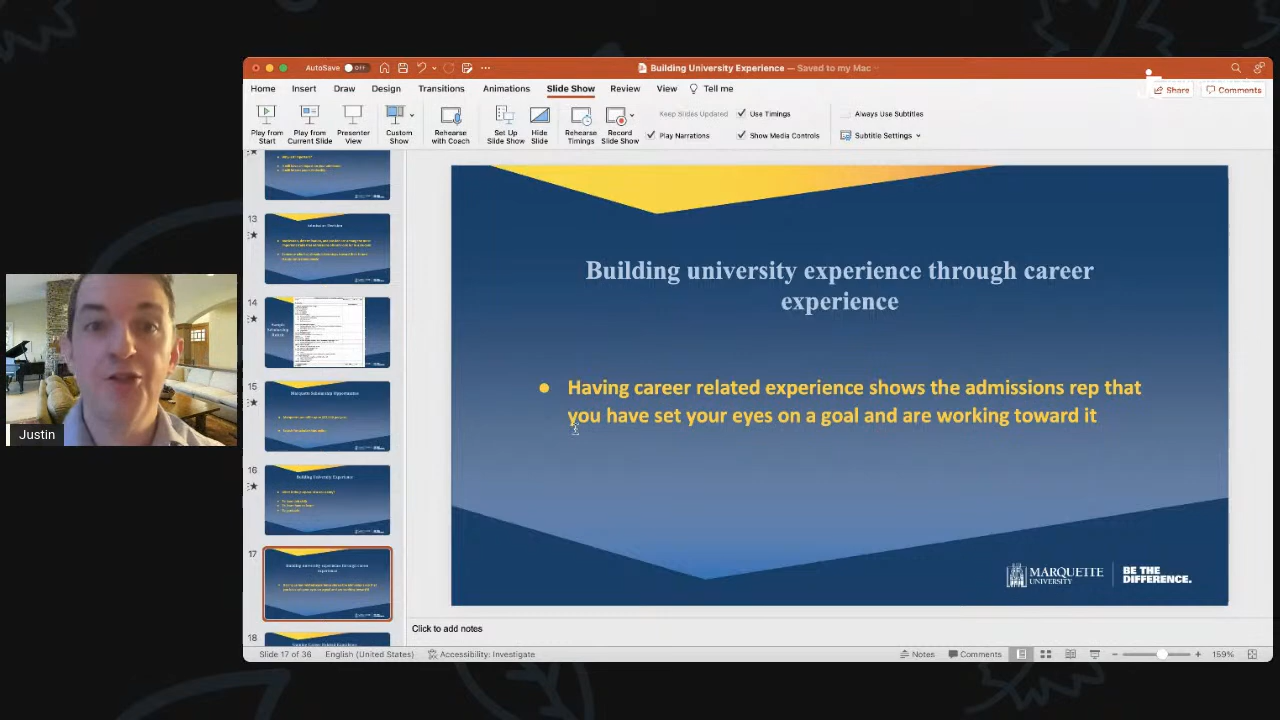 AutoSave
OFF
Building University Experience — Saved to my Mac
Home
Insert
Draw
Design
Transitions
Animations
Slide Show
Review
View
Tell me
Share
Comments
Play from
Start
Play from
Current Slide
Presenter
View
Custom
Show
Rehearse
with Coach
Set Up
Slide Show
Hide
Slide
Rehearse
Timings
Record
Slide Show
Keep Slides Updated
Use Timings
Play Narrations
Show Media Controls
Always Use Subtitles
Subtitle Settings
13
14
15
16
Building University Experience
17
18
Building university experience through career
experience
• Having career related experience shows the admissions rep that
you have set your eyes on a goal and are working toward it
MARQUETTE
UNIVERSITY
BE THE
DIFFERENCE.
Justin
Click to add notes
Slide 17 of 36
English (United States)
Accessibility: Investigate
Notes
Comments
159%